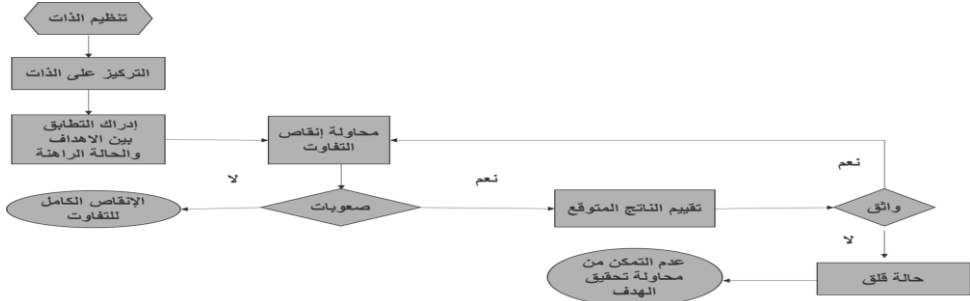 تنظيم الذات
التركيز على الذات
إدراك التطابق
بين الاهداف
والحالة الراهنة
محاولة إنقاص
التفاوت
نعم
لا
نعم
الإنقاص الكامل
للتفاوت
صعوبات
تقييم الناتج المتوقع
واثق
لا
عدم التمكن من
محاولة تحقيق
الهدف
حالة قلق